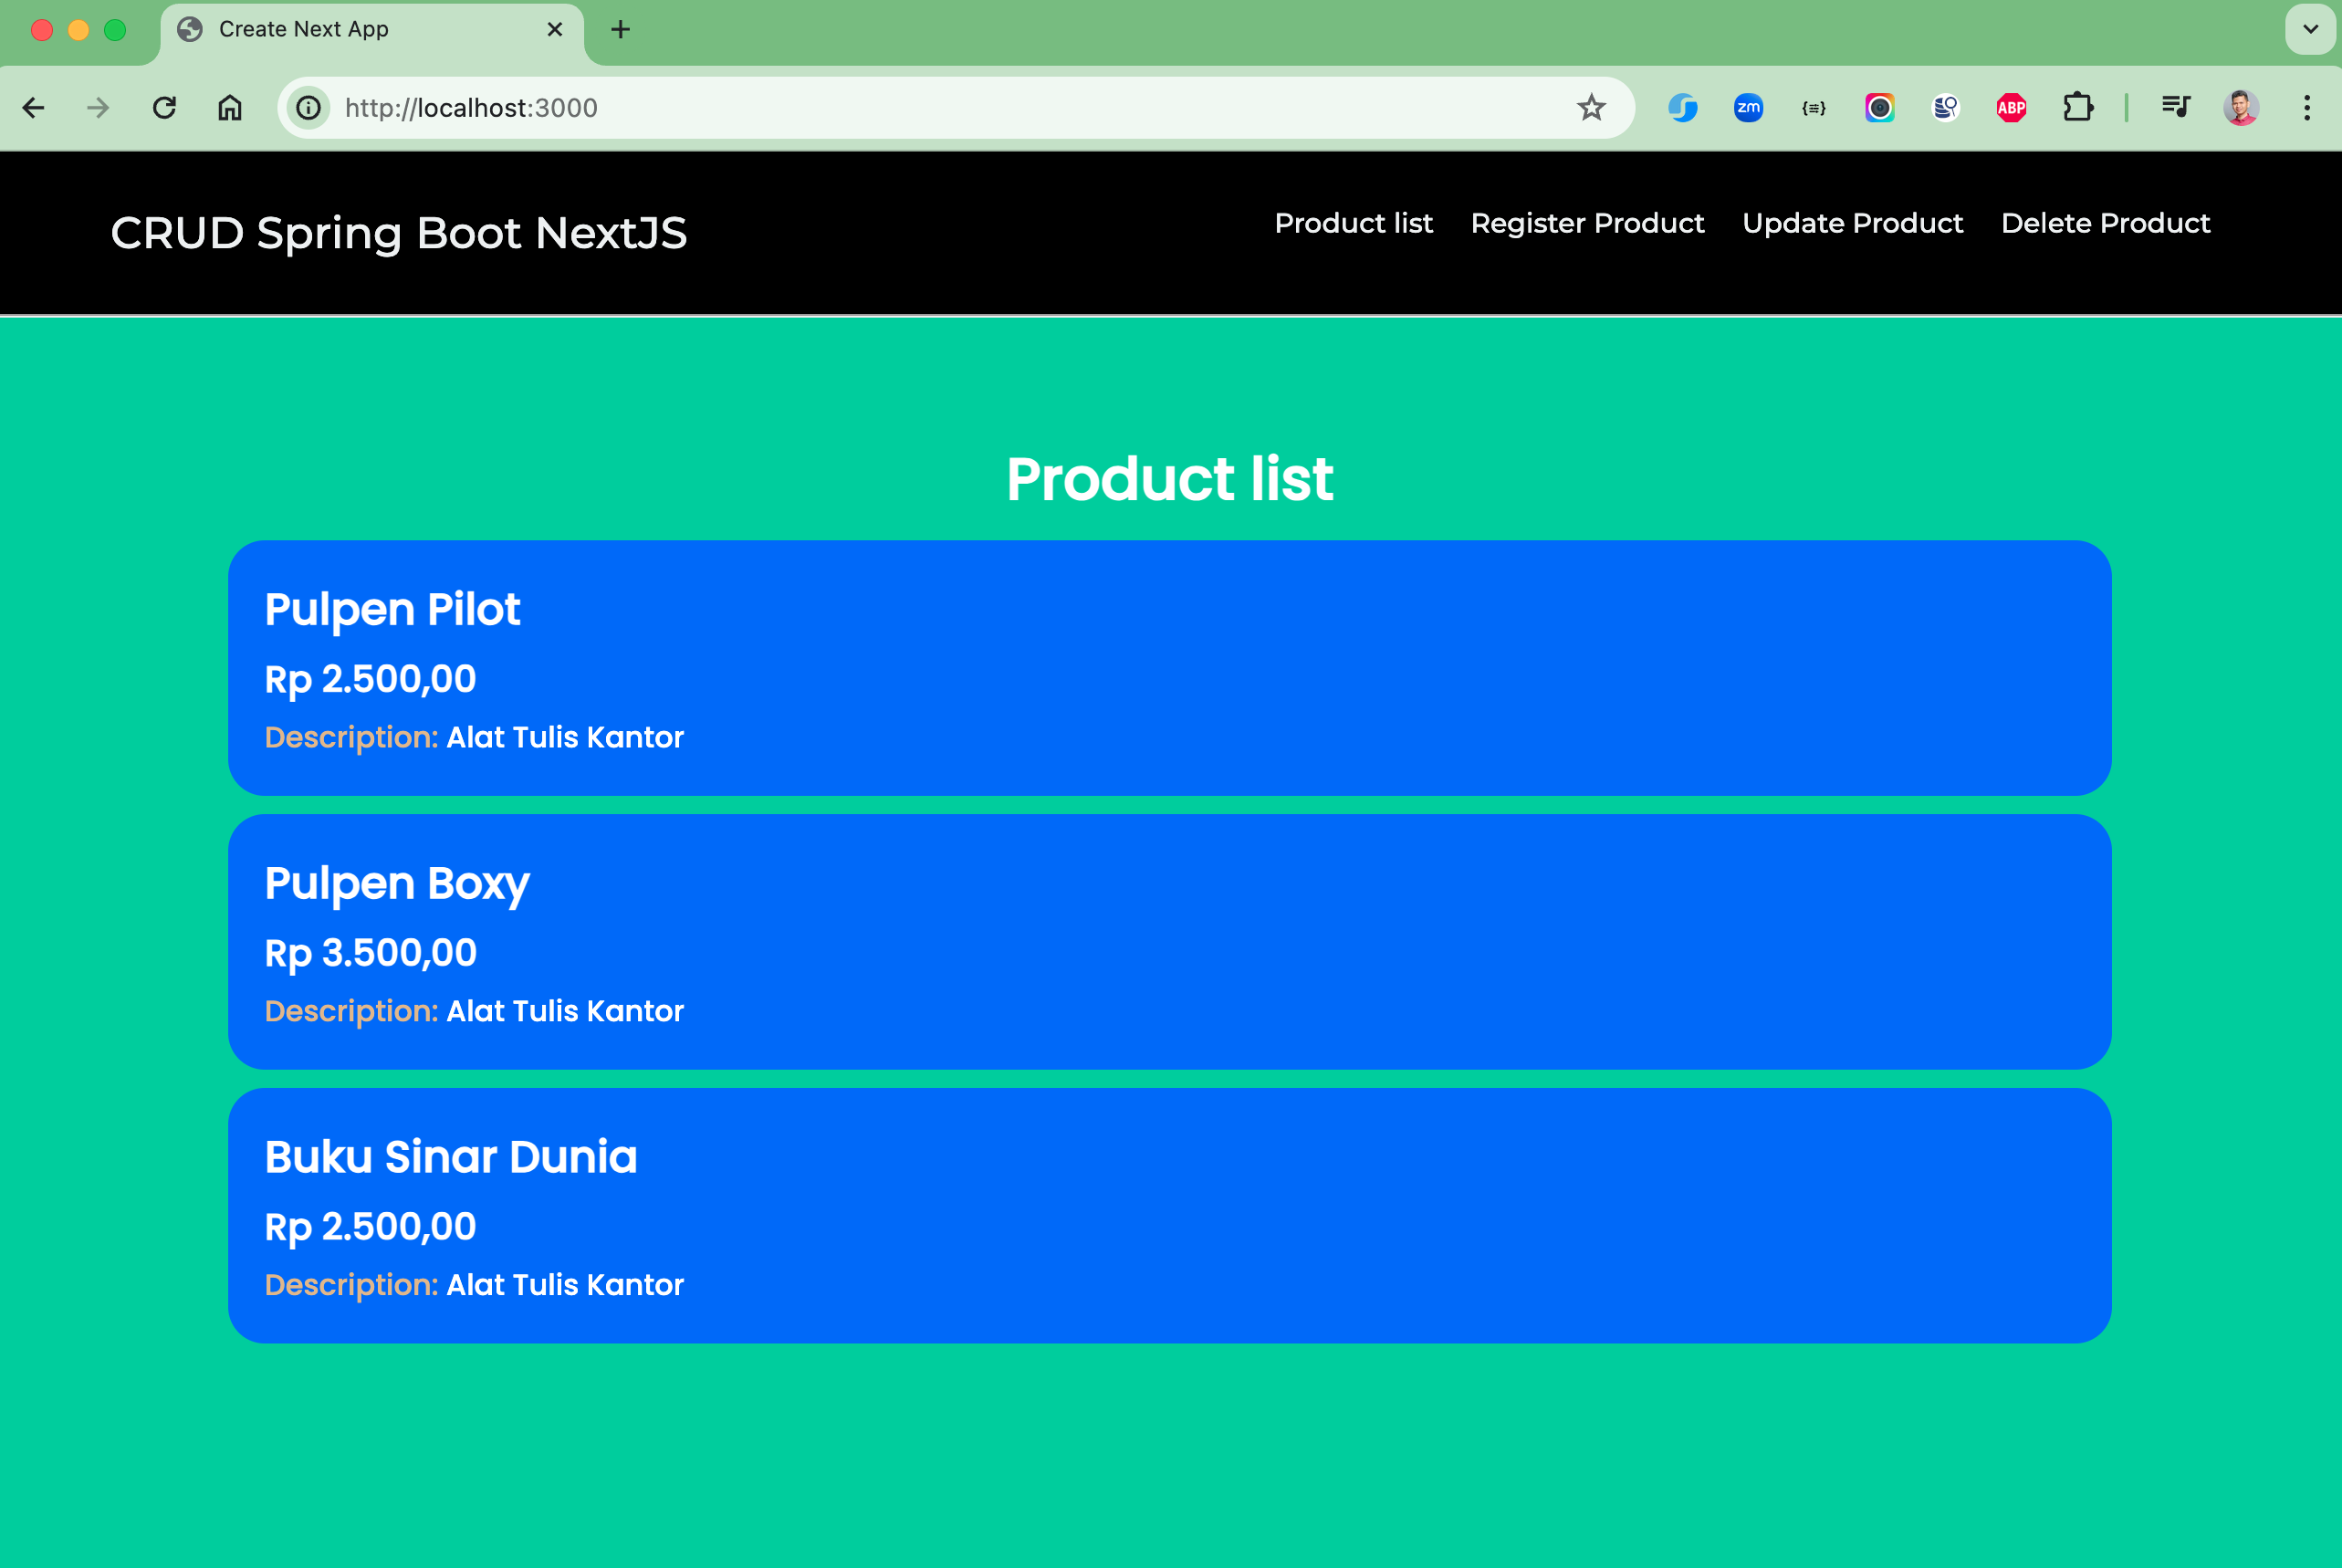 Create Next App
http://localhost:3000
zm
ABP
CRUD Spring Boot NextJS
Product list
Register Product
Update Product
Delete Product
Product list
Pulpen Pilot
Rp 2.500,00
Description: Alat Tulis Kantor
Pulpen Boxy
Rp 3.500,00
Description: Alat Tulis Kantor
Buku Sinar Dunia
Rp 2.500,00
Description: Alat Tulis Kantor